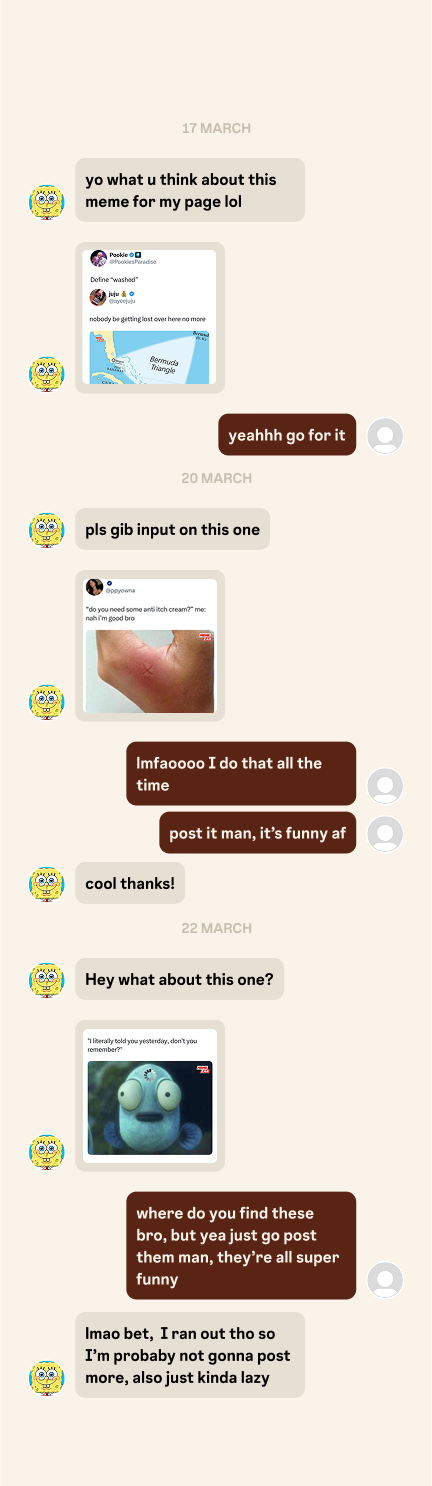 17 MARCH
yo what u think about this
meme for my page lol
Pookie
@PookiesParadise
Define “washed”
juju
@ayeejuju
nobody be getting lost over here no more
Bermuda
Triangle
yeahhh go for it
20 MARCH
pls gib input on this one
@ppyowna
“do you need some anti itch cream?” me:
nah i’m good bro
lmfaoooo I do that all the
time
post it man, it’s funny af
cool thanks!
22 MARCH
Hey what about this one?
"I literally told you yesterday, don't you
remember?"
where do you find these
bro, but yea just go post
them man, they’re all super
funny
lmao bet,  I ran out tho so
I’m probaby not gonna post
more, also just kinda lazy